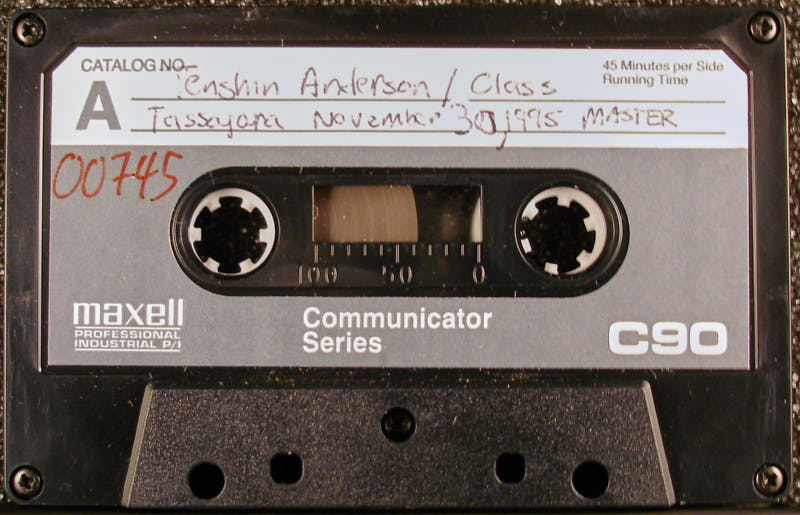 CATALOG NO.
45 Minutes per Side
Running Time
A
Tenshin Anderson / Class
Tassajara November 30, 1995 MASTER
00745
100 50 0
maxell
PROFESSIONAL
INDUSTRIAL P/I
Communicator
Series
C90